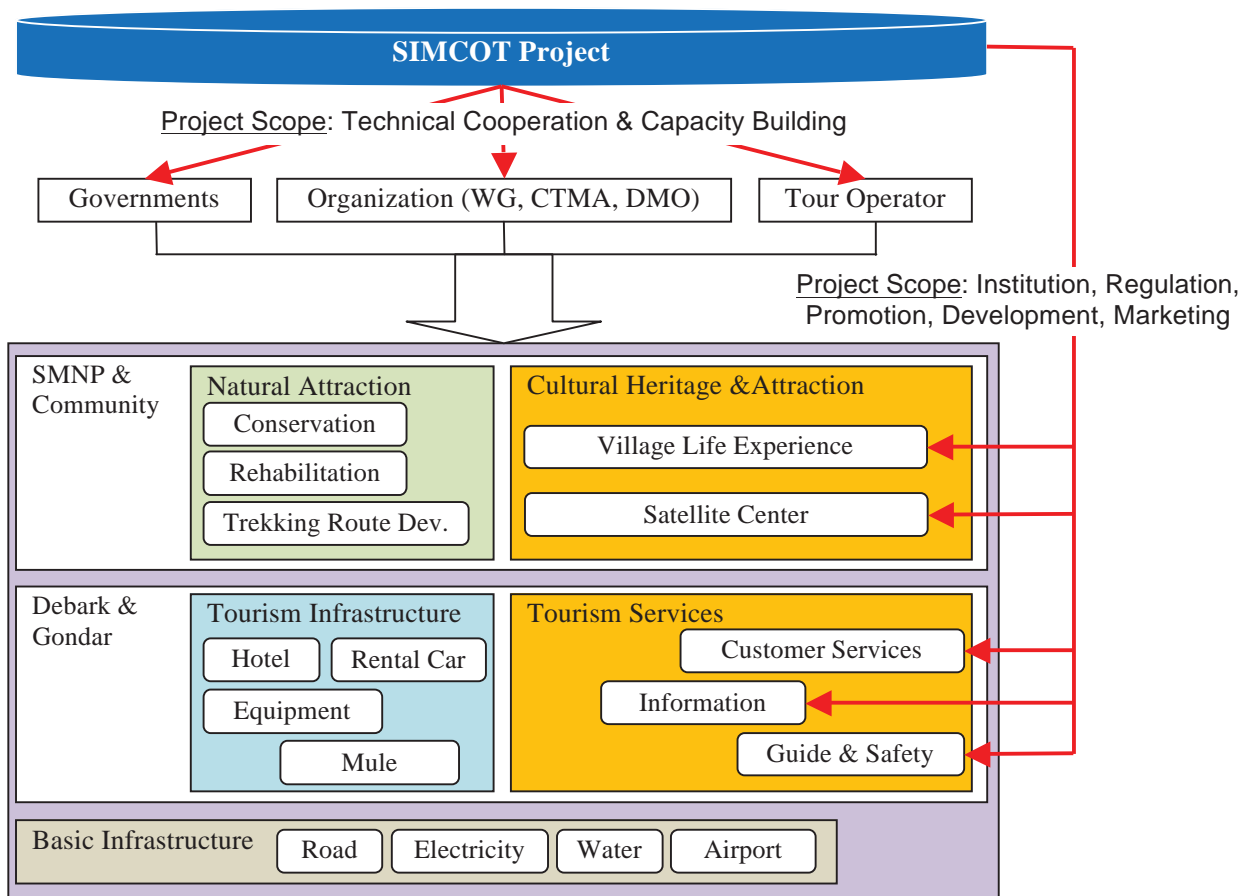 SIMCOT Project
Project Scope: Technical Cooperation & Capacity Building
Governments
Organization (WG, CTMA, DMO)
Tour Operator
Project Scope: Institution, Regulation,
Promotion, Development, Marketing
SMNP &
Community
Natural Attraction
Conservation
Rehabilitation
Trekking Route Dev.
Cultural Heritage &Attraction
Village Life Experience
Satellite Center
Debark &
Gondar
Tourism Infrastructure
Hotel
Rental Car
Equipment
Mule
Tourism Services
Customer Services
Information
Guide & Safety
Basic Infrastructure
Road
Electricity
Water
Airport